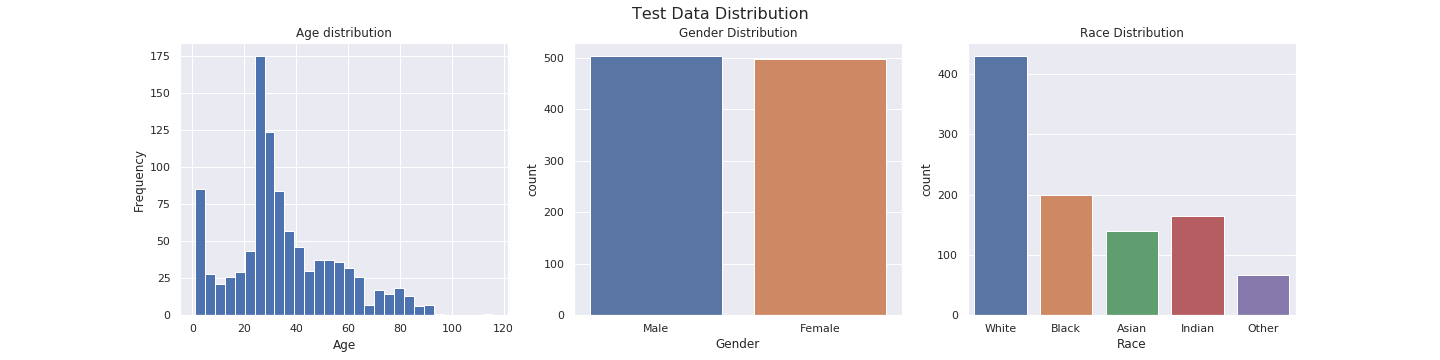 Test Data Distribution
Age distribution
Frequency
175
150
125
100
75
50
25
0
0 20 40 60 80 100 120
Age
Gender Distribution
count
500
400
300
200
100
0
Male Female
Gender
Race Distribution
count
400
300
200
100
0
White Black Asian Indian Other
Race